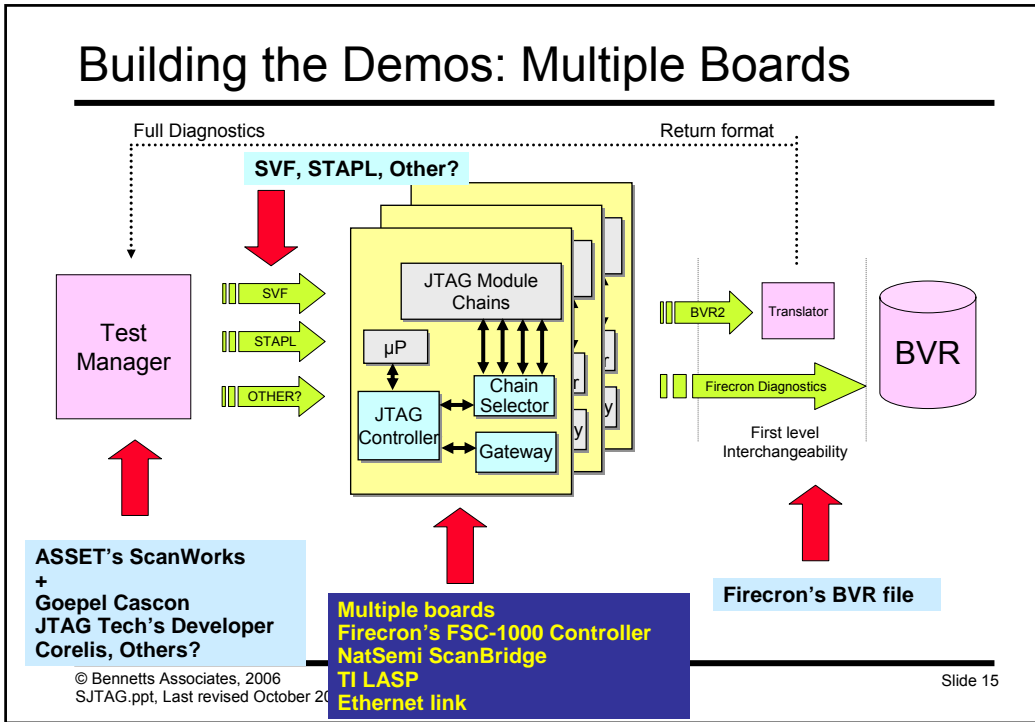 Building the Demos: Multiple Boards
Full Diagnostics
Return format
SVF, STAPL, Other?
Test
Manager
SVF
STAPL
OTHER?
JTAG Module
Chains
µP
JTAG
Controller
Chain
Selector
Gateway
r
y
r
y
BVR2
Translator
Firecron Diagnostics
First level
Interchangeability
BVR
ASSET's ScanWorks
+
Goepel Cascon
JTAG Tech's Developer
Corelis, Others?
Multiple boards
Firecron's FSC-1000 Controller
NatSemi ScanBridge
TI LASP
Ethernet link
Firecron's BVR file
© Bennetts Associates, 2006
SJTAG.ppt, Last revised October 20
Slide 15